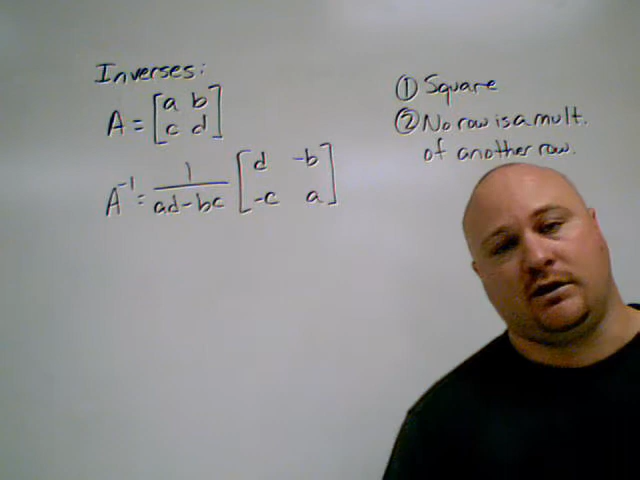 Inverses:
A = [a b
c d]
A⁻¹ = 1/(ad-bc) [d -b
-c a]
① Square
② No row is a mult.
of another row.